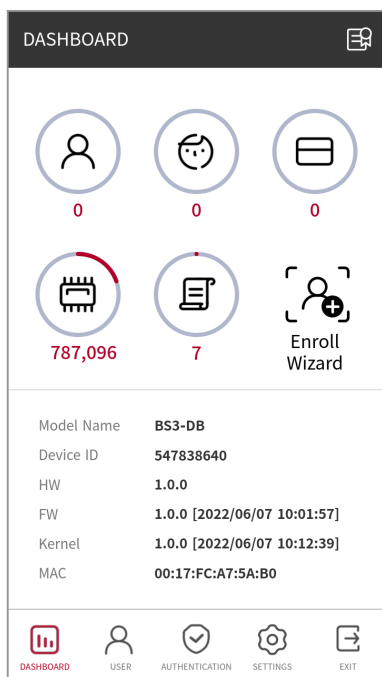 DASHBOARD
0 0 0
787,096 7 Enroll
Wizard
Model Name BS3-DB
Device ID 547838640
HW 1.0.0
FW 1.0.0 [2022/06/07 10:01:57]
Kernel 1.0.0 [2022/06/07 10:12:39]
MAC 00:17:FC:A7:5A:B0
DASHBOARD USER AUTHENTICATION SETTINGS EXIT